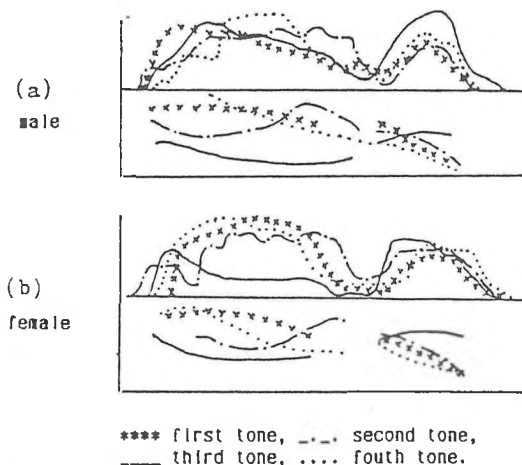 (a)
male
(b)
female
**** first tone, _._._ second tone,
____ third tone, .... fouth tone.